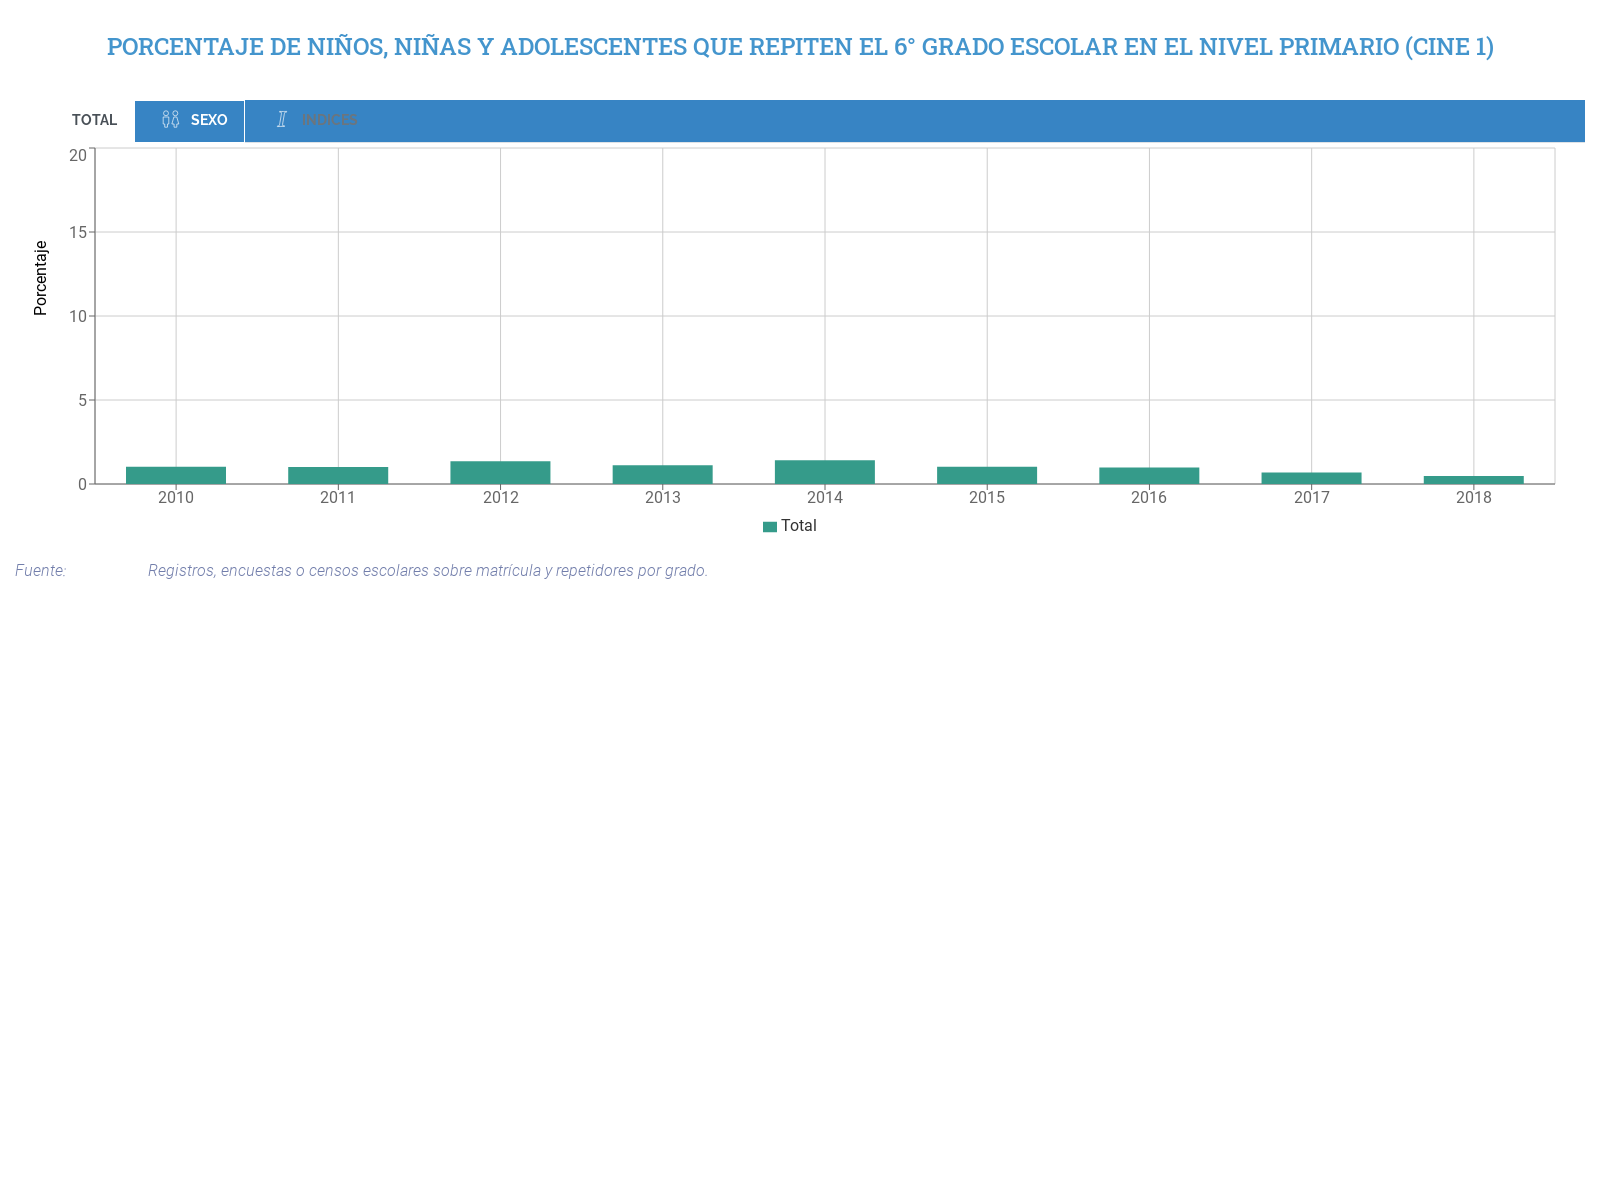 PORCENTAJE DE NIÑOS, NIÑAS Y ADOLESCENTES QUE REPITEN EL 6° GRADO ESCOLAR EN EL NIVEL PRIMARIO (CINE 1)
TOTAL SEXO INDICES
Porcentaje
20
15
10
5
0
2010 2011 2012 2013 2014 2015 2016 2017 2018
Total
Fuente: Registros, encuestas o censos escolares sobre matrícula y repetidores por grado.